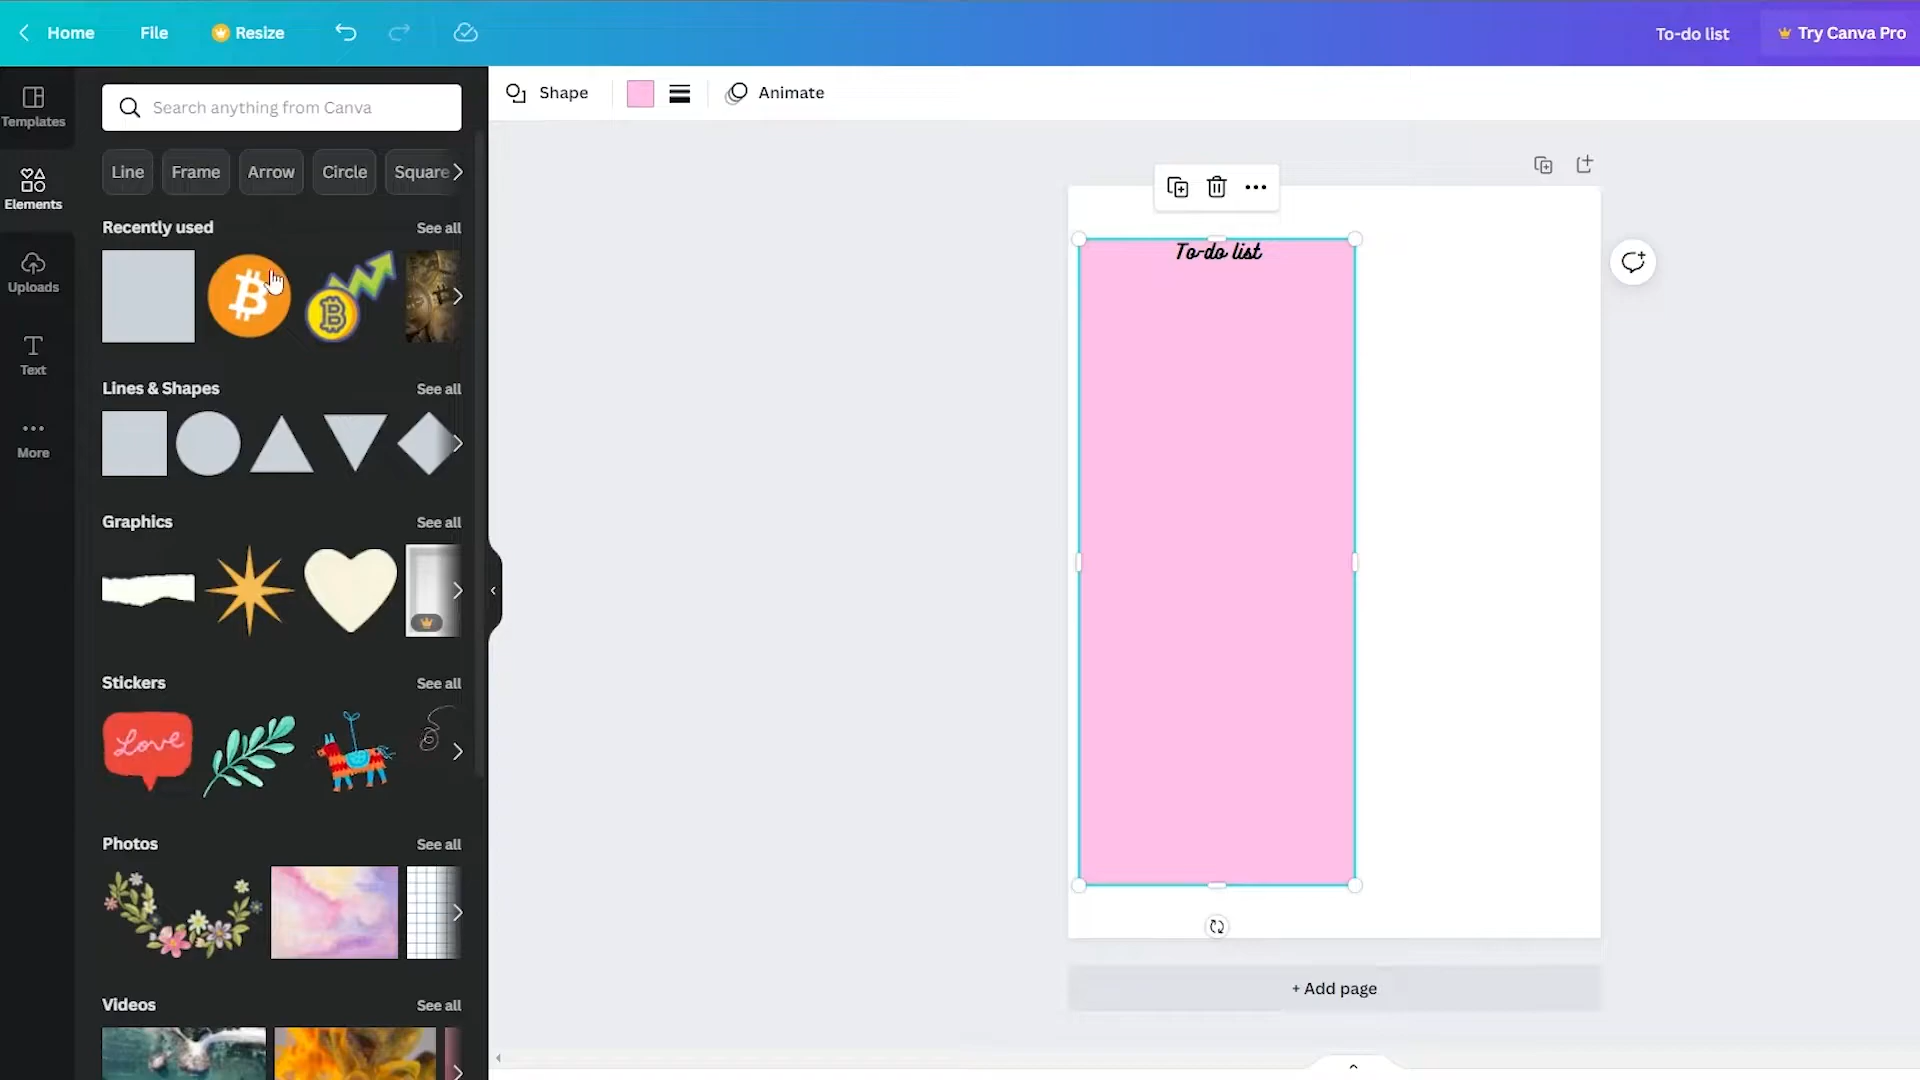 Home File Resize To-do list Try Canva Pro
Templates
Elements
Uploads
Text
More
Search anything from Canva
Line Frame Arrow Circle Square
Recently used See all
Lines & Shapes See all
Graphics See all
Stickers See all
Love
Photos See all
Videos See all
Shape Animate
To-do list
+ Add page